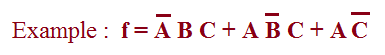 Example : f = A̅ B C + A B̅ C + A C̅